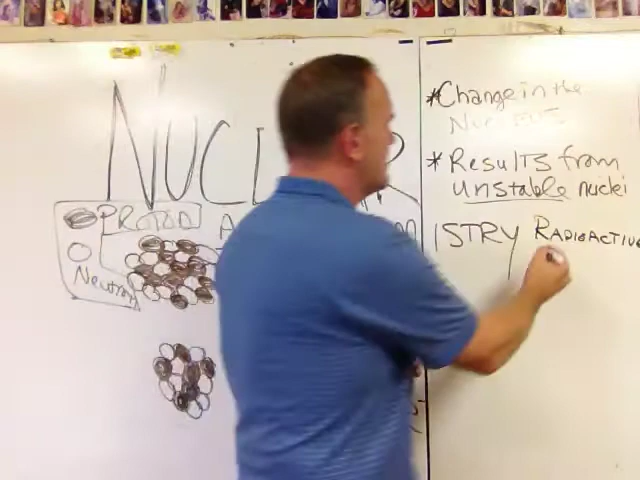 NUCL R
PROTON
Neutron
ISTRY
*Change in the
Nucleus
*Results from
unstable nuclei
RADIOACTIVE